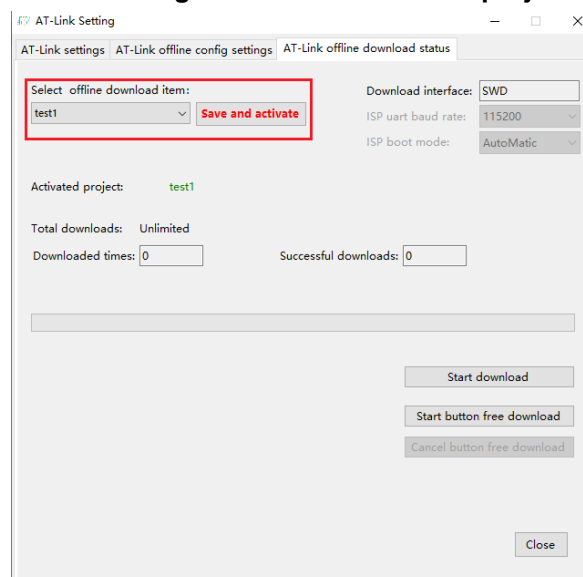 AT-Link Setting
AT-Link settings AT-Link offline config settings AT-Link offline download status
Select offline download item:
test1 Save and activate
Download interface: SWD
ISP uart baud rate: 115200
ISP boot mode: AutoMatic
Activated project: test1
Total downloads: Unlimited
Downloaded times: 0 Successful downloads: 0
Start download
Start button free download
Cancel button free download
Close